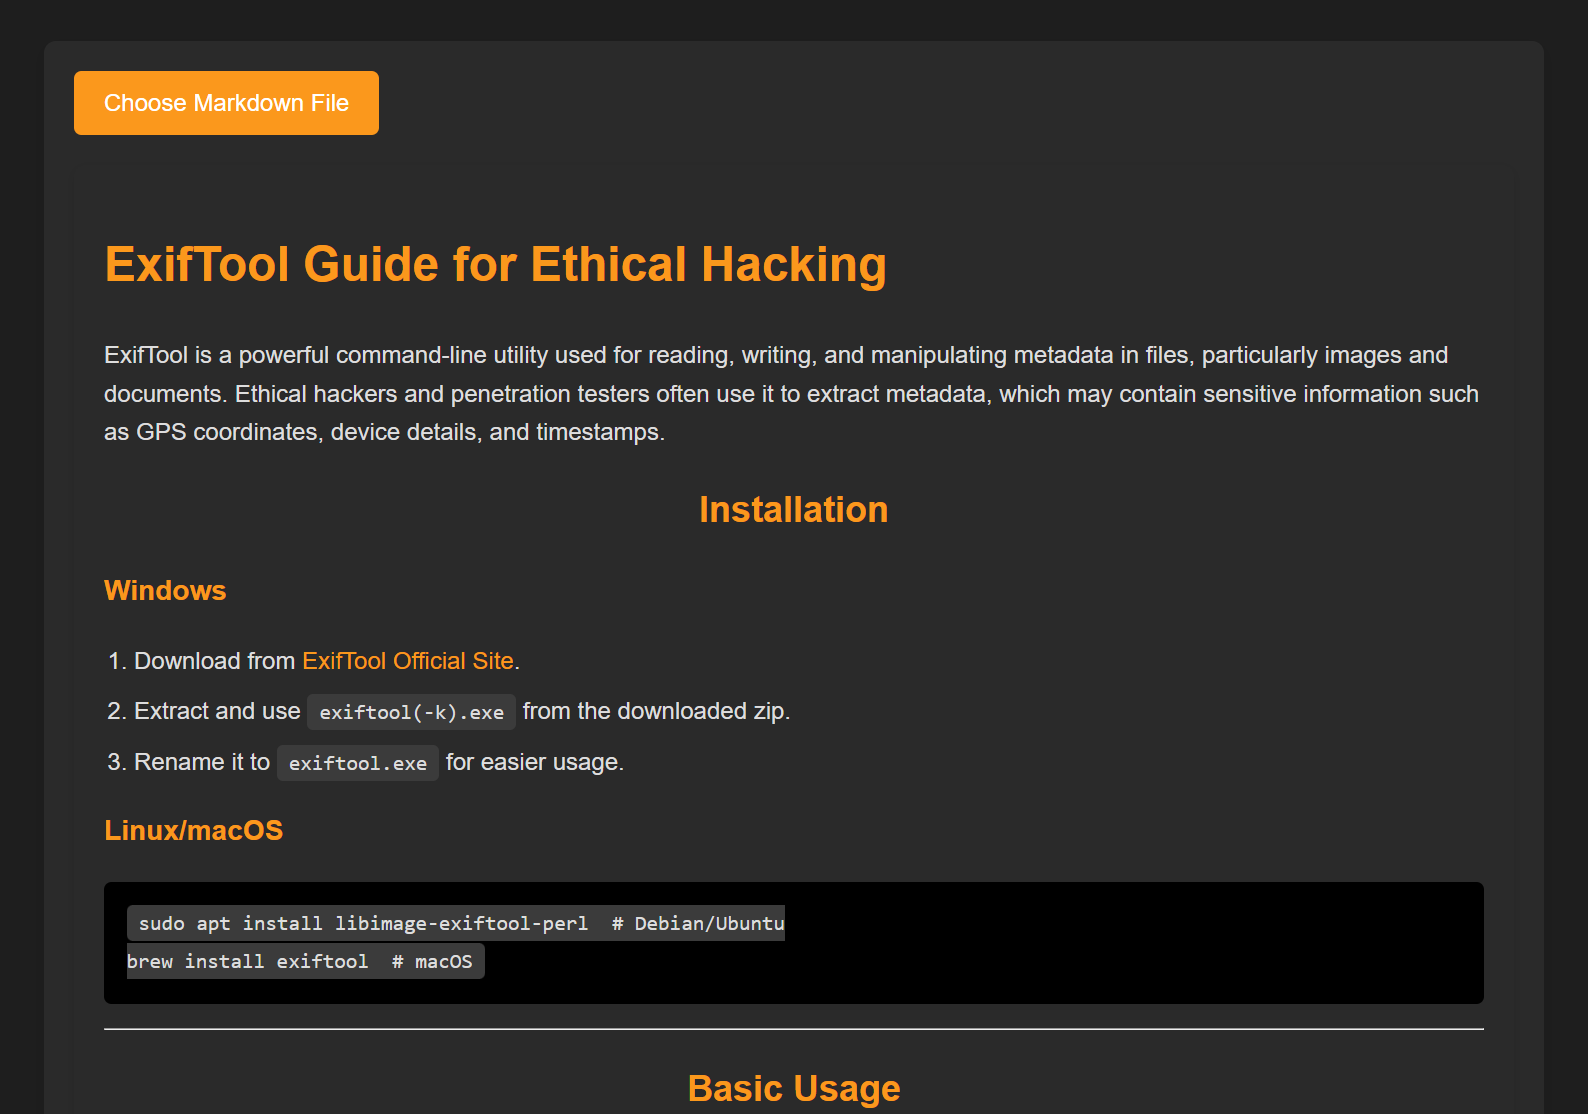 Choose Markdown File
ExifTool Guide for Ethical Hacking
ExifTool is a powerful command-line utility used for reading, writing, and manipulating metadata in files, particularly images and
documents. Ethical hackers and penetration testers often use it to extract metadata, which may contain sensitive information such
as GPS coordinates, device details, and timestamps.
Installation
Windows
1. Download from ExifTool Official Site.
2. Extract and use exiftool(-k).exe from the downloaded zip.
3. Rename it to exiftool.exe for easier usage.
Linux/macOS
sudo apt install libimage-exiftool-perl  # Debian/Ubuntu
brew install exiftool  # macOS
Basic Usage